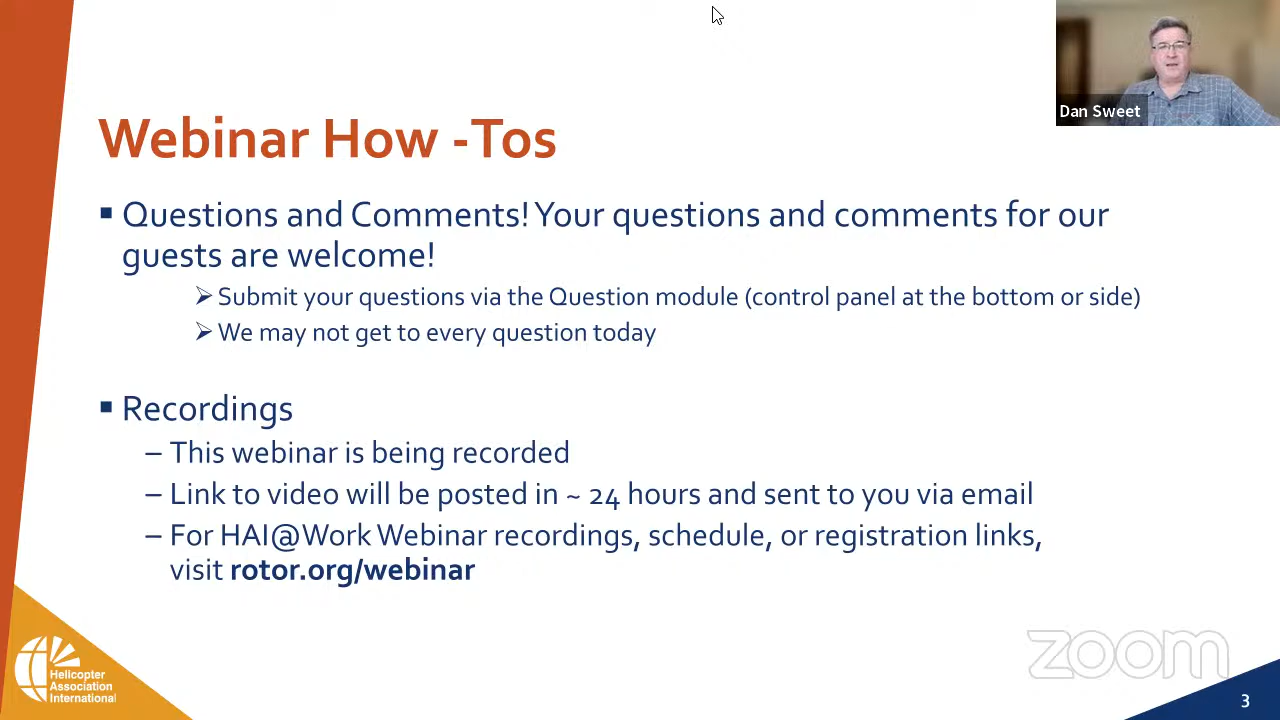 Dan Sweet
Webinar How -Tos
Questions and Comments! Your questions and comments for our
guests are welcome!
Submit your questions via the Question module (control panel at the bottom or side)
We may not get to every question today
Recordings
– This webinar is being recorded
– Link to video will be posted in ~ 24 hours and sent to you via email
– For HAI@Work Webinar recordings, schedule, or registration links,
visit rotor.org/webinar
Helicopter
Association
International
zoom
3